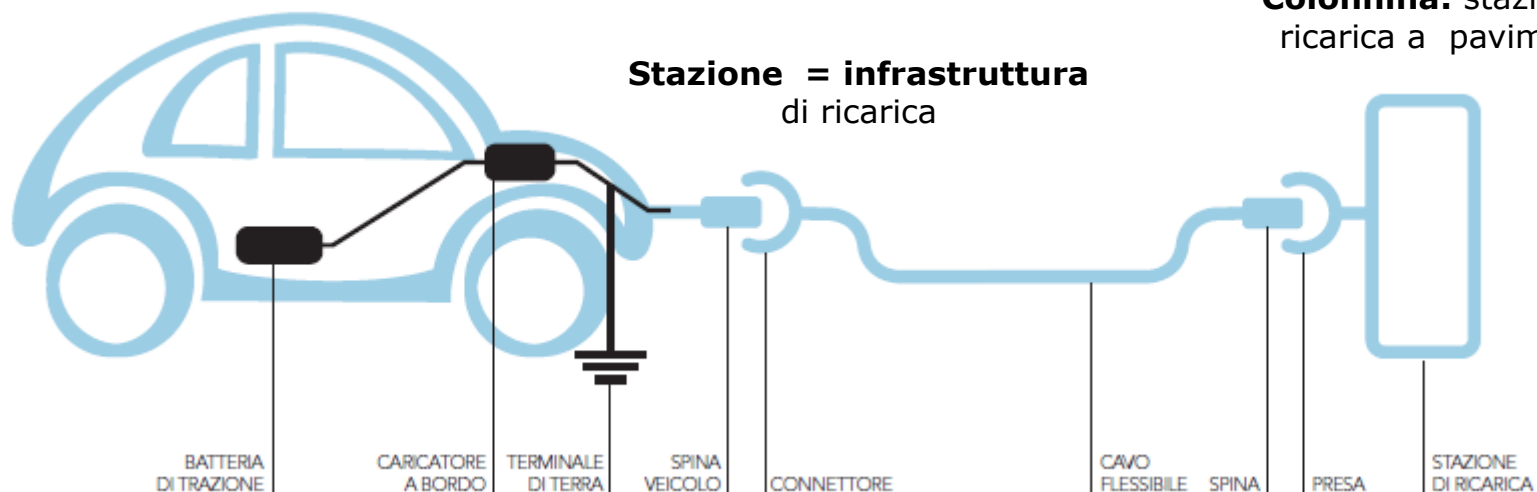 Colonnina:
ricarica a
Stazione = infrastruttura
di ricarica
BATTERIA
DI TRAZIONE
CARICATORE
A BORDO
TERMINALE
DI TERRA
SPINA
VEICOLO
CONNETTORE
CAVO
FLESSIBILE
SPINA
PRESA
STAZIONE
DI RICARICA